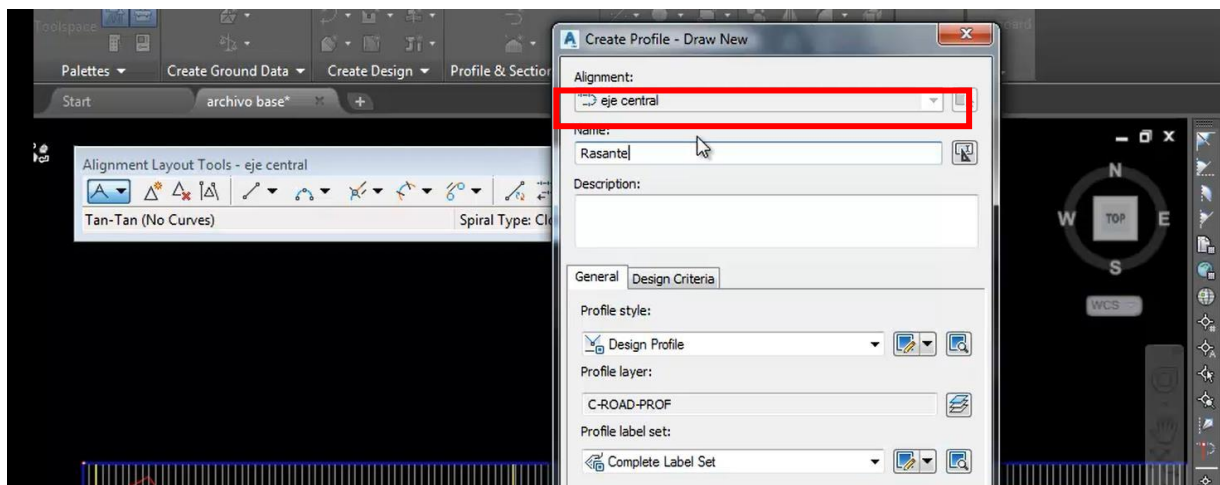 Toolspace
Palettes Create Ground Data Create Design Profile & Section
Start archivo base* +
Create Profile - Draw New
Alignment:
eje central
Name:
Rasante
Description:
Alignment Layout Tools - eje central
Tan-Tan (No Curves) Spiral Type: Clo
General Design Criteria
Profile style:
Design Profile
Profile layer:
C-ROAD-PROF
Profile label set:
Complete Label Set
N
W TOP E
S
WCS